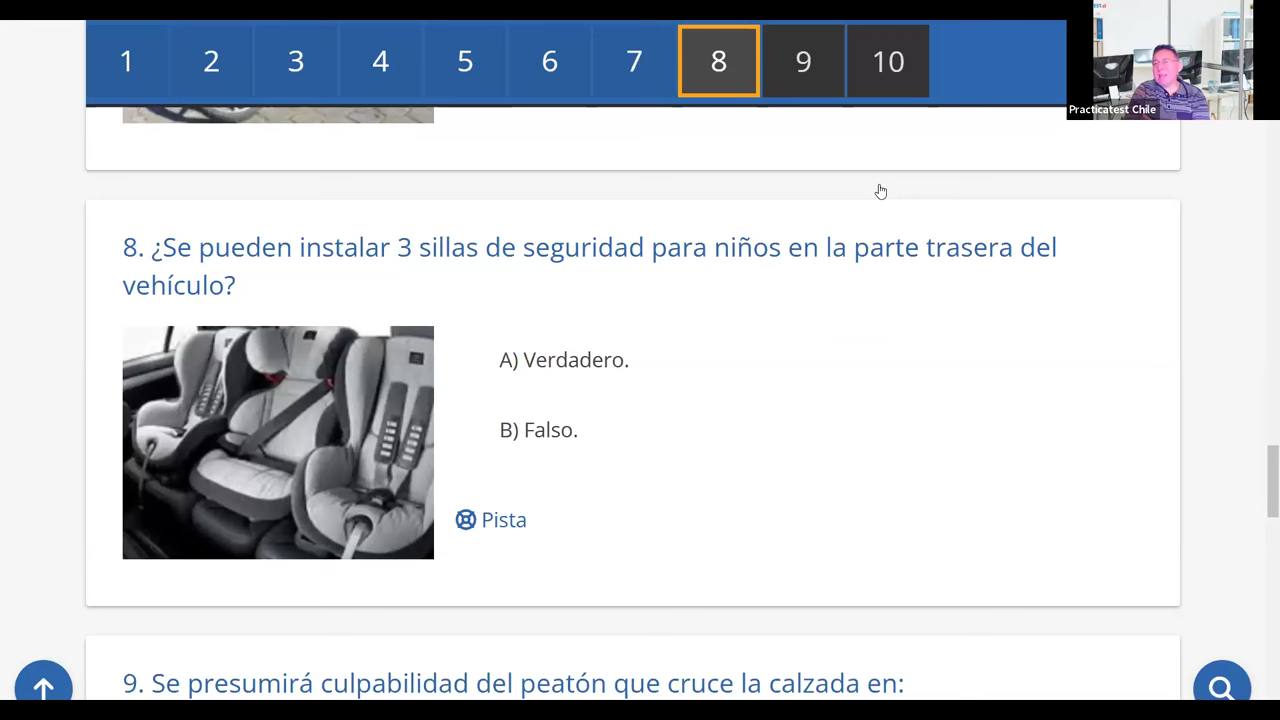 1 2 3 4 5 6 7 8 9 10
Practicatest Chile
8. ¿Se pueden instalar 3 sillas de seguridad para niños en la parte trasera del
vehículo?
A) Verdadero.
B) Falso.
Pista
9. Se presumirá culpabilidad del peatón que cruce la calzada en: